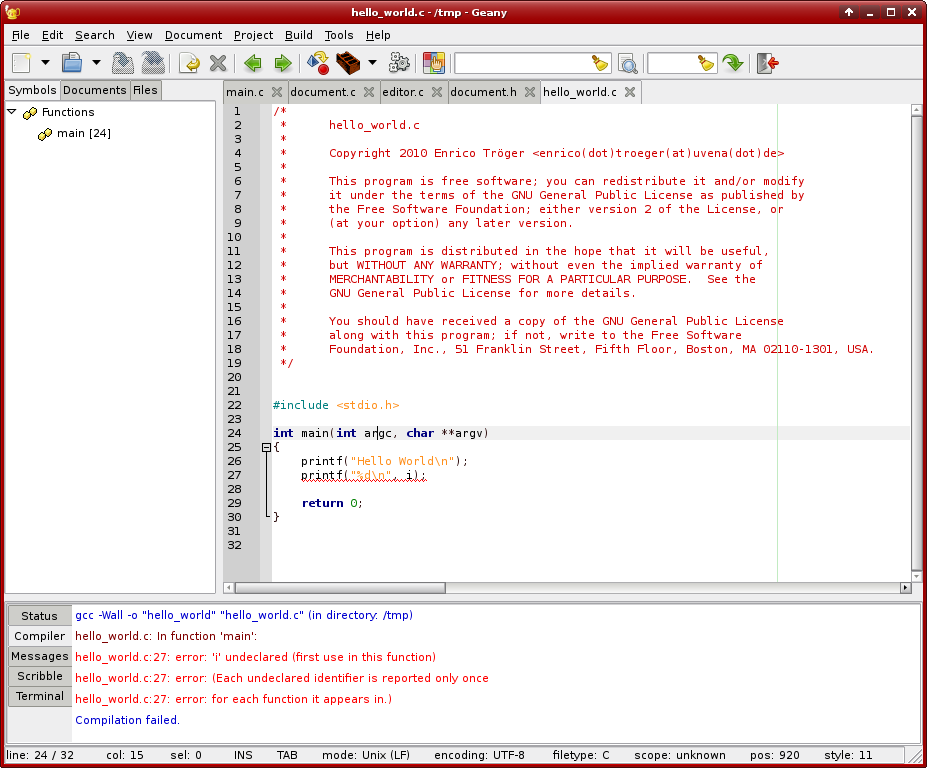 hello_world.c - /tmp - Geany
File Edit Search View Document Project Build Tools Help
Symbols Documents Files
Functions
main [24]
main.c document.c editor.c document.h hello_world.c
1 /*
2  *      hello_world.c
3  *
4  *      Copyright 2010 Enrico Tröger <enrico(dot)troeger(at)uvena(dot)de>
5  *
6  *      This program is free software; you can redistribute it and/or modify
7  *      it under the terms of the GNU General Public License as published by
8  *      the Free Software Foundation; either version 2 of the License, or
9  *      (at your option) any later version.
10  *
11  *      This program is distributed in the hope that it will be useful,
12  *      but WITHOUT ANY WARRANTY; without even the implied warranty of
13  *      MERCHANTABILITY or FITNESS FOR A PARTICULAR PURPOSE.  See the
14  *      GNU General Public License for more details.
15  *
16  *      You should have received a copy of the GNU General Public License
17  *      along with this program; if not, write to the Free Software
18  *      Foundation, Inc., 51 Franklin Street, Fifth Floor, Boston, MA 02110-1301, USA.
19  */
20
21
22 #include <stdio.h>
23
24 int main(int argc, char **argv)
25 {
26     printf("Hello World\n");
27     printf("%d\n", i);
28
29     return 0;
30 }
31
32
Status
Compiler
Messages
Scribble
Terminal
gcc -Wall -o "hello_world" "hello_world.c" (in directory: /tmp)
hello_world.c: In function 'main':
hello_world.c:27: error: 'i' undeclared (first use in this function)
hello_world.c:27: error: (Each undeclared identifier is reported only once
hello_world.c:27: error: for each function it appears in.)
Compilation failed.
line: 24 / 32 col: 15 sel: 0 INS TAB mode: Unix (LF) encoding: UTF-8 filetype: C scope: unknown pos: 920 style: 11